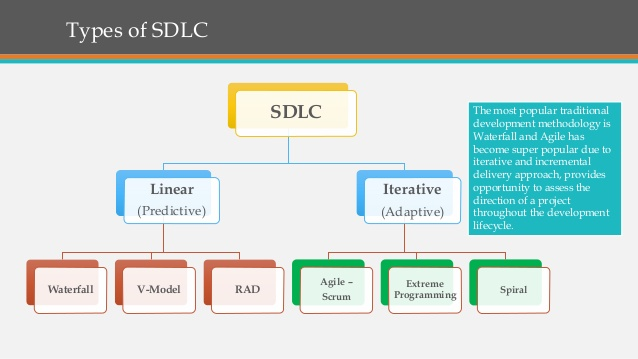 Types of SDLC
SDLC
The most popular traditional
development methodology is
Waterfall and Agile has
become super popular due to
iterative and incremental
delivery approach, provides
opportunity to assess the
direction of a project
throughout the development
lifecycle.
Linear
(Predictive)
Iterative
(Adaptive)
Waterfall
V-Model
RAD
Agile –
Scrum
Extreme
Programming
Spiral